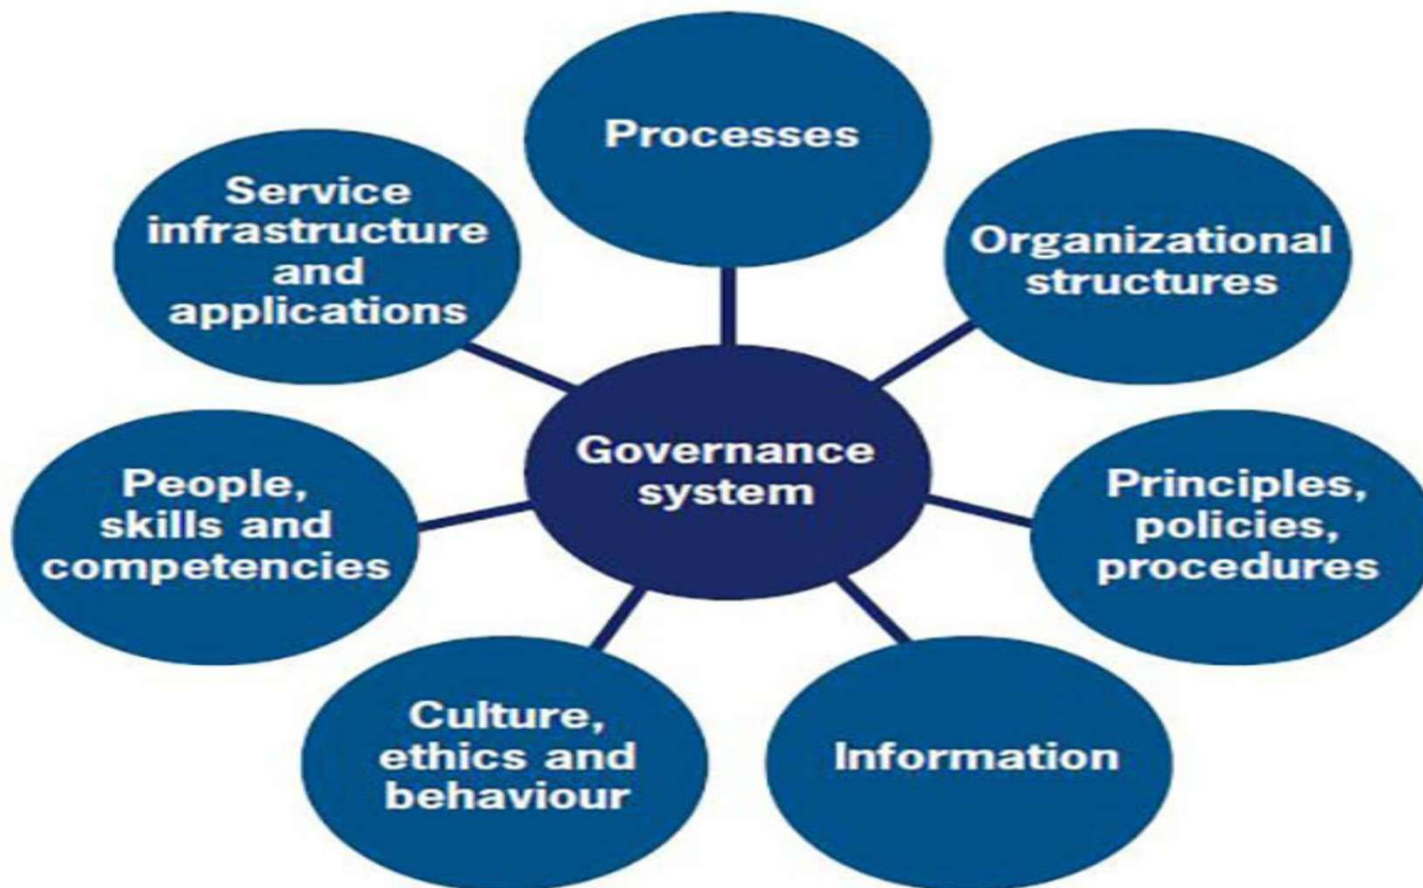 Processes
Service
infrastructure
and
applications
Organizational
structures
Governance
system
People,
skills and
competencies
Principles,
policies,
procedures
Culture,
ethics and
behaviour
Information